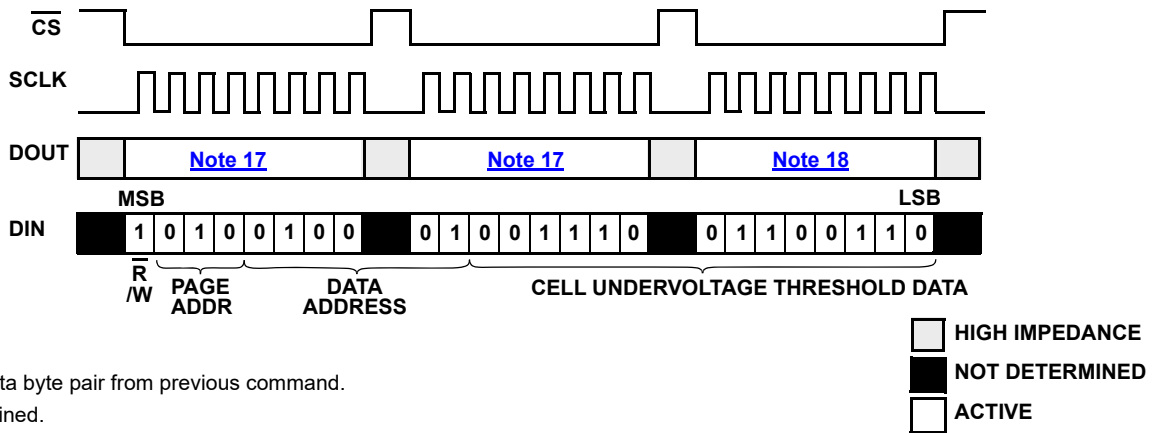 CS
SCLK
DOUT Note 17 Note 17 Note 18
MSB LSB
DIN 1 0 1 0 0 1 0 0 0 1 0 0 1 1 1 0 0 1 1 0 0 1 1 0
R
/W
PAGE
ADDR
DATA
ADDRESS
CELL UNDERVOLTAGE THRESHOLD DATA
HIGH IMPEDANCE
NOT DETERMINED
ACTIVE
ta byte pair from previous command.
ined.